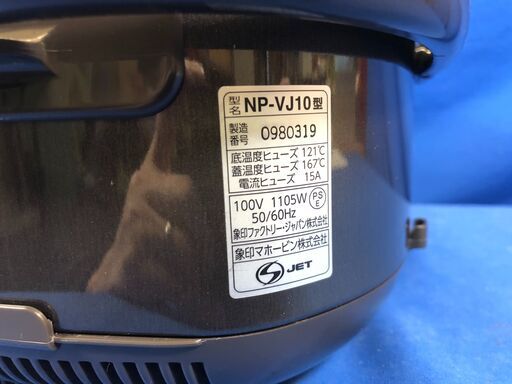 型名 NP-VJ10型
製造番号 0980319
底温度ヒューズ 121℃
蓋温度ヒューズ 167℃
電流ヒューズ 15A
100V 1105W PSE
50/60Hz
象印ファクトリー・ジャパン株式会社
象印マホービン株式会社
JET